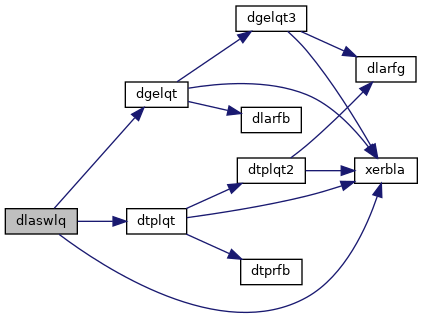 dgelqt3
dlarfg
dgelqt
dlarfb
dtplqt2
xerbla
dlaswlq
dtplqt
dtprfb